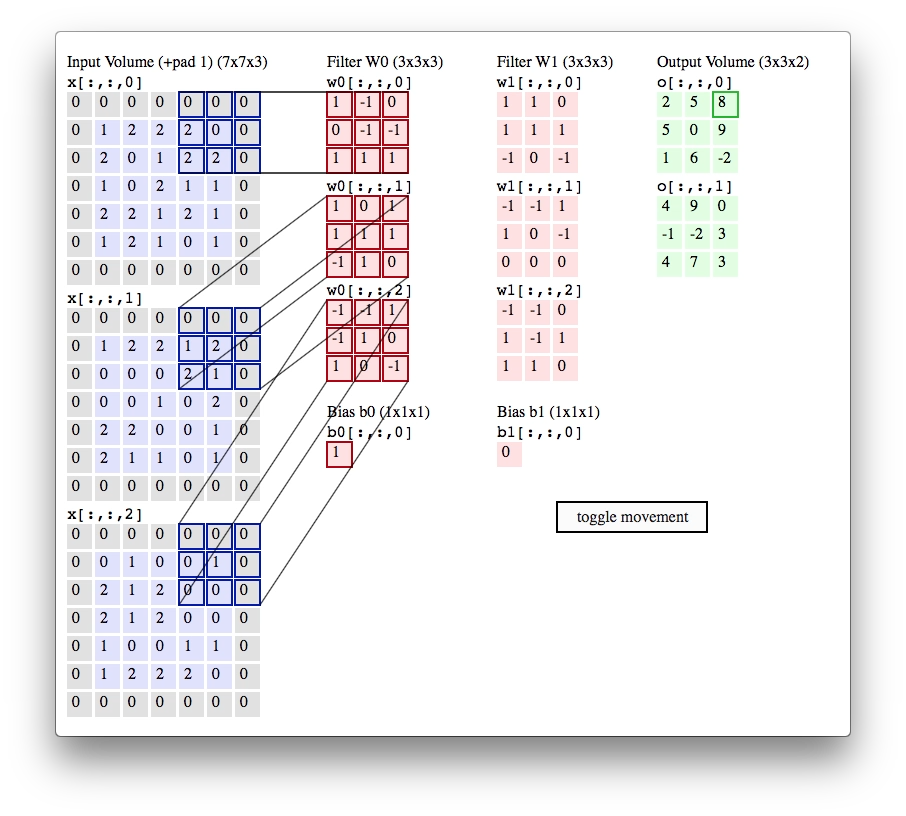 Input Volume (+pad 1) (7x7x3)
x[:,:,0]
0 0 0 0 0 0 0
0 1 2 2 2 0 0
0 2 0 1 2 2 0
0 1 0 2 1 1 0
0 2 2 1 2 1 0
0 1 2 1 0 1 0
0 0 0 0 0 0 0
x[:,:,1]
0 0 0 0 0 0 0
0 1 2 2 1 2 0
0 0 0 0 2 1 0
0 0 0 1 0 2 0
0 2 2 0 0 1 0
0 2 1 1 0 1 0
0 0 0 0 0 0 0
x[:,:,2]
0 0 0 0 0 0 0
0 0 1 0 0 1 0
0 2 1 2 0 0 0
0 2 1 2 0 0 0
0 1 0 0 1 1 0
0 1 2 2 2 0 0
0 0 0 0 0 0 0
Filter W0 (3x3x3)
w0[:,:,0]
1 -1 0
0 -1 -1
1 1 1
w0[:,:,1]
1 0 1
1 1 1
-1 1 0
w0[:,:,2]
-1 -1 1
-1 1 0
1 0 -1
Bias b0 (1x1x1)
b0[:,:,0]
1
Filter W1 (3x3x3)
w1[:,:,0]
1 1 0
1 1 1
-1 0 -1
w1[:,:,1]
-1 -1 1
1 0 -1
0 0 0
w1[:,:,2]
-1 -1 0
1 -1 1
1 1 0
Bias b1 (1x1x1)
b1[:,:,0]
0
Output Volume (3x3x2)
o[:,:,0]
2 5 8
5 0 9
1 6 -2
o[:,:,1]
4 9 0
-1 -2 3
4 7 3
toggle movement